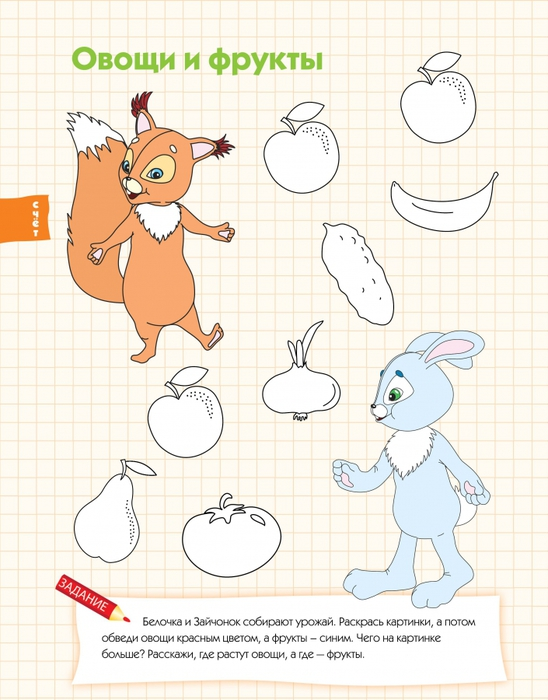 Овощи и фрукты
счёт
ЗАДАНИЕ
Белочка и Зайчонок собирают урожай. Раскрась картинки, а потом
обведи овощи красным цветом, а фрукты – синим. Чего на картинке
больше? Расскажи, где растут овощи, а где — фрукты.